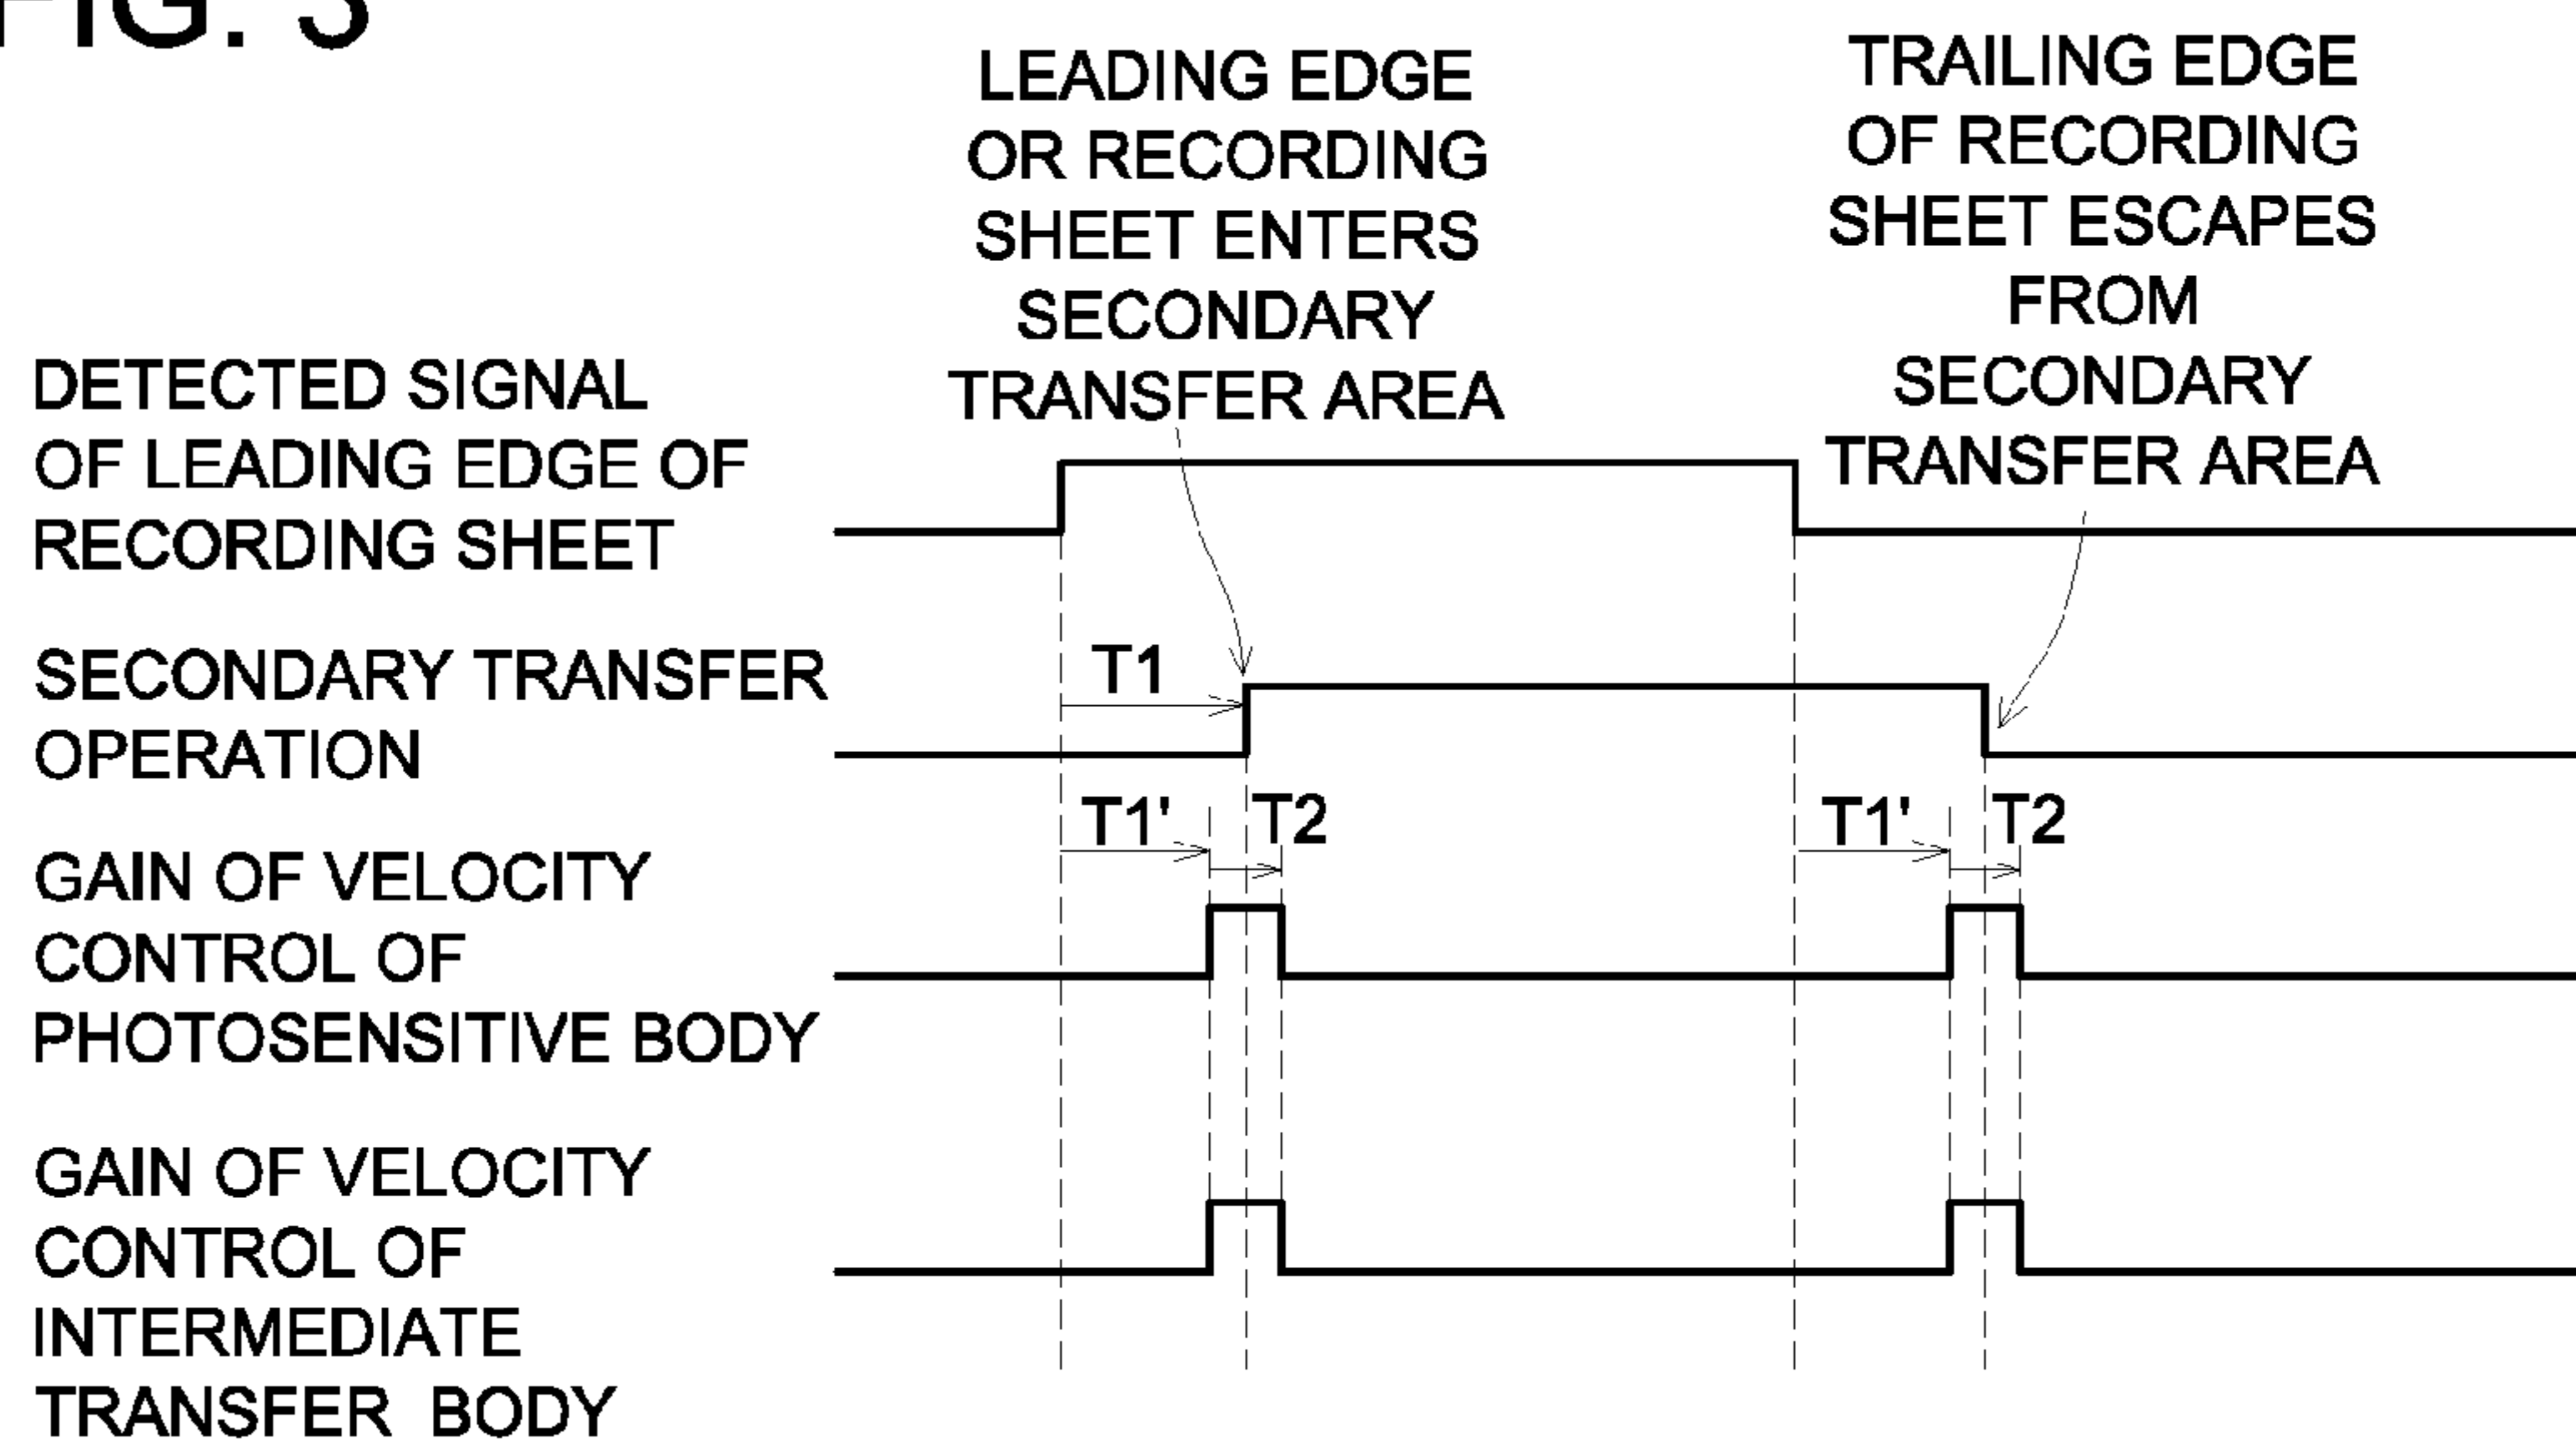 FIG. 3
LEADING EDGE
OR RECORDING
SHEET ENTERS
SECONDARY
TRANSFER AREA
TRAILING EDGE
OF RECORDING
SHEET ESCAPES
FROM
SECONDARY
TRANSFER AREA
DETECTED SIGNAL
OF LEADING EDGE OF
RECORDING SHEET
SECONDARY TRANSFER
OPERATION
T1
T1' T2 T1' T2
GAIN OF VELOCITY
CONTROL OF
PHOTOSENSITIVE BODY
GAIN OF VELOCITY
CONTROL OF
INTERMEDIATE
TRANSFER BODY